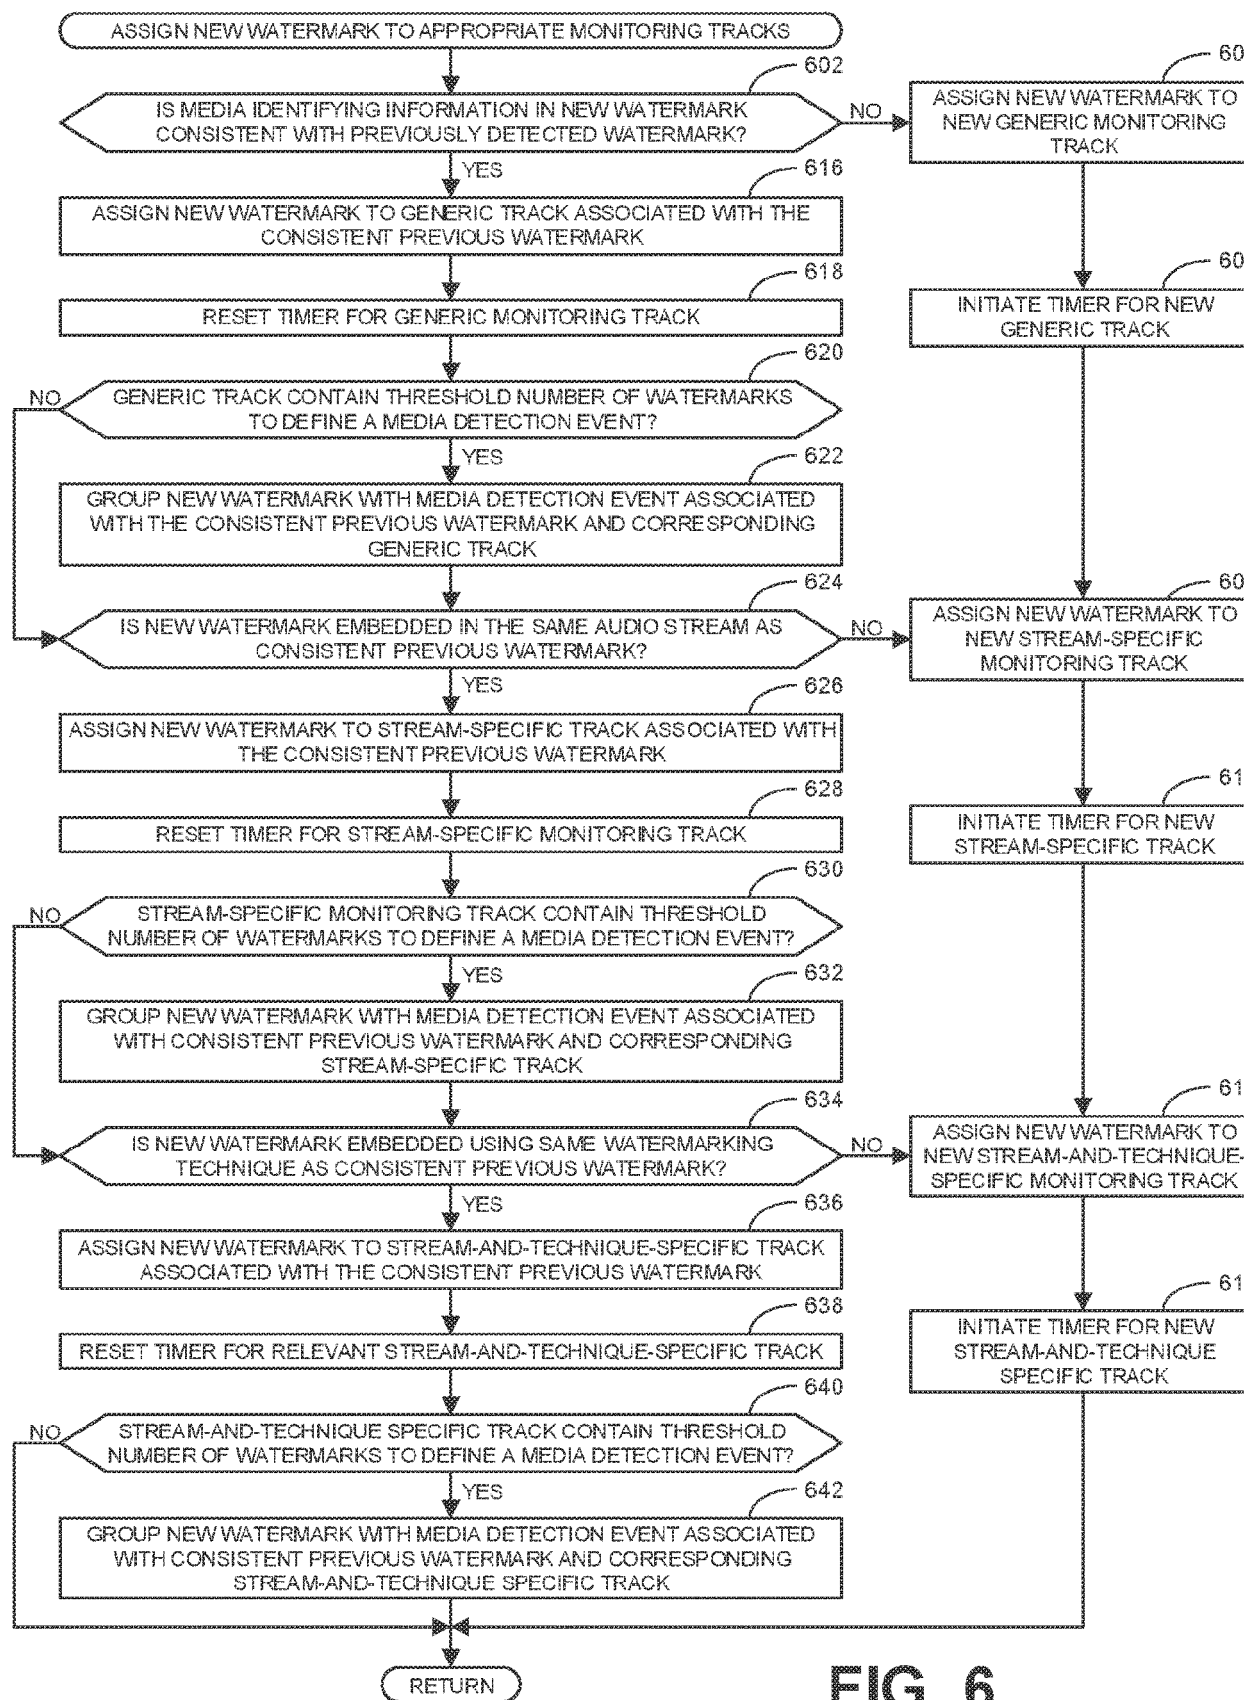 ASSIGN NEW WATERMARK TO APPROPRIATE MONITORING TRACKS
602
IS MEDIA IDENTIFYING INFORMATION IN NEW WATERMARK
CONSISTENT WITH PREVIOUSLY DETECTED WATERMARK?
NO
60
ASSIGN NEW WATERMARK TO
NEW GENERIC MONITORING
TRACK
YES
616
ASSIGN NEW WATERMARK TO GENERIC TRACK ASSOCIATED WITH THE
CONSISTENT PREVIOUS WATERMARK
618
RESET TIMER FOR GENERIC MONITORING TRACK
60
INITIATE TIMER FOR NEW
GENERIC TRACK
620
NO
GENERIC TRACK CONTAIN THRESHOLD NUMBER OF WATERMARKS
TO DEFINE A MEDIA DETECTION EVENT?
YES
622
GROUP NEW WATERMARK WITH MEDIA DETECTION EVENT ASSOCIATED
WITH THE CONSISTENT PREVIOUS WATERMARK AND CORRESPONDING
GENERIC TRACK
624
IS NEW WATERMARK EMBEDDED IN THE SAME AUDIO STREAM AS
CONSISTENT PREVIOUS WATERMARK?
NO
60
ASSIGN NEW WATERMARK TO
NEW STREAM-SPECIFIC
MONITORING TRACK
YES
626
ASSIGN NEW WATERMARK TO STREAM-SPECIFIC TRACK ASSOCIATED WITH
THE CONSISTENT PREVIOUS WATERMARK
628
RESET TIMER FOR STREAM-SPECIFIC MONITORING TRACK
61
INITIATE TIMER FOR NEW
STREAM-SPECIFIC TRACK
630
NO
STREAM-SPECIFIC MONITORING TRACK CONTAIN THRESHOLD
NUMBER OF WATERMARKS TO DEFINE A MEDIA DETECTION EVENT?
YES
632
GROUP NEW WATERMARK WITH MEDIA DETECTION EVENT ASSOCIATED
WITH CONSISTENT PREVIOUS WATERMARK AND CORRESPONDING
STREAM-SPECIFIC TRACK
634
IS NEW WATERMARK EMBEDDED USING SAME WATERMARKING
TECHNIQUE AS CONSISTENT PREVIOUS WATERMARK?
NO
61
ASSIGN NEW WATERMARK TO
NEW STREAM-AND-TECHNIQUE-
SPECIFIC MONITORING TRACK
YES
636
ASSIGN NEW WATERMARK TO STREAM-AND-TECHNIQUE-SPECIFIC TRACK
ASSOCIATED WITH THE CONSISTENT PREVIOUS WATERMARK
638
RESET TIMER FOR RELEVANT STREAM-AND-TECHNIQUE-SPECIFIC TRACK
61
INITIATE TIMER FOR NEW
STREAM-AND-TECHNIQUE
SPECIFIC TRACK
640
NO
STREAM-AND-TECHNIQUE SPECIFIC TRACK CONTAIN THRESHOLD
NUMBER OF WATERMARKS TO DEFINE A MEDIA DETECTION EVENT?
YES
642
GROUP NEW WATERMARK WITH MEDIA DETECTION EVENT ASSOCIATED
WITH CONSISTENT PREVIOUS WATERMARK AND CORRESPONDING
STREAM-AND-TECHNIQUE SPECIFIC TRACK
RETURN
FIG. 6